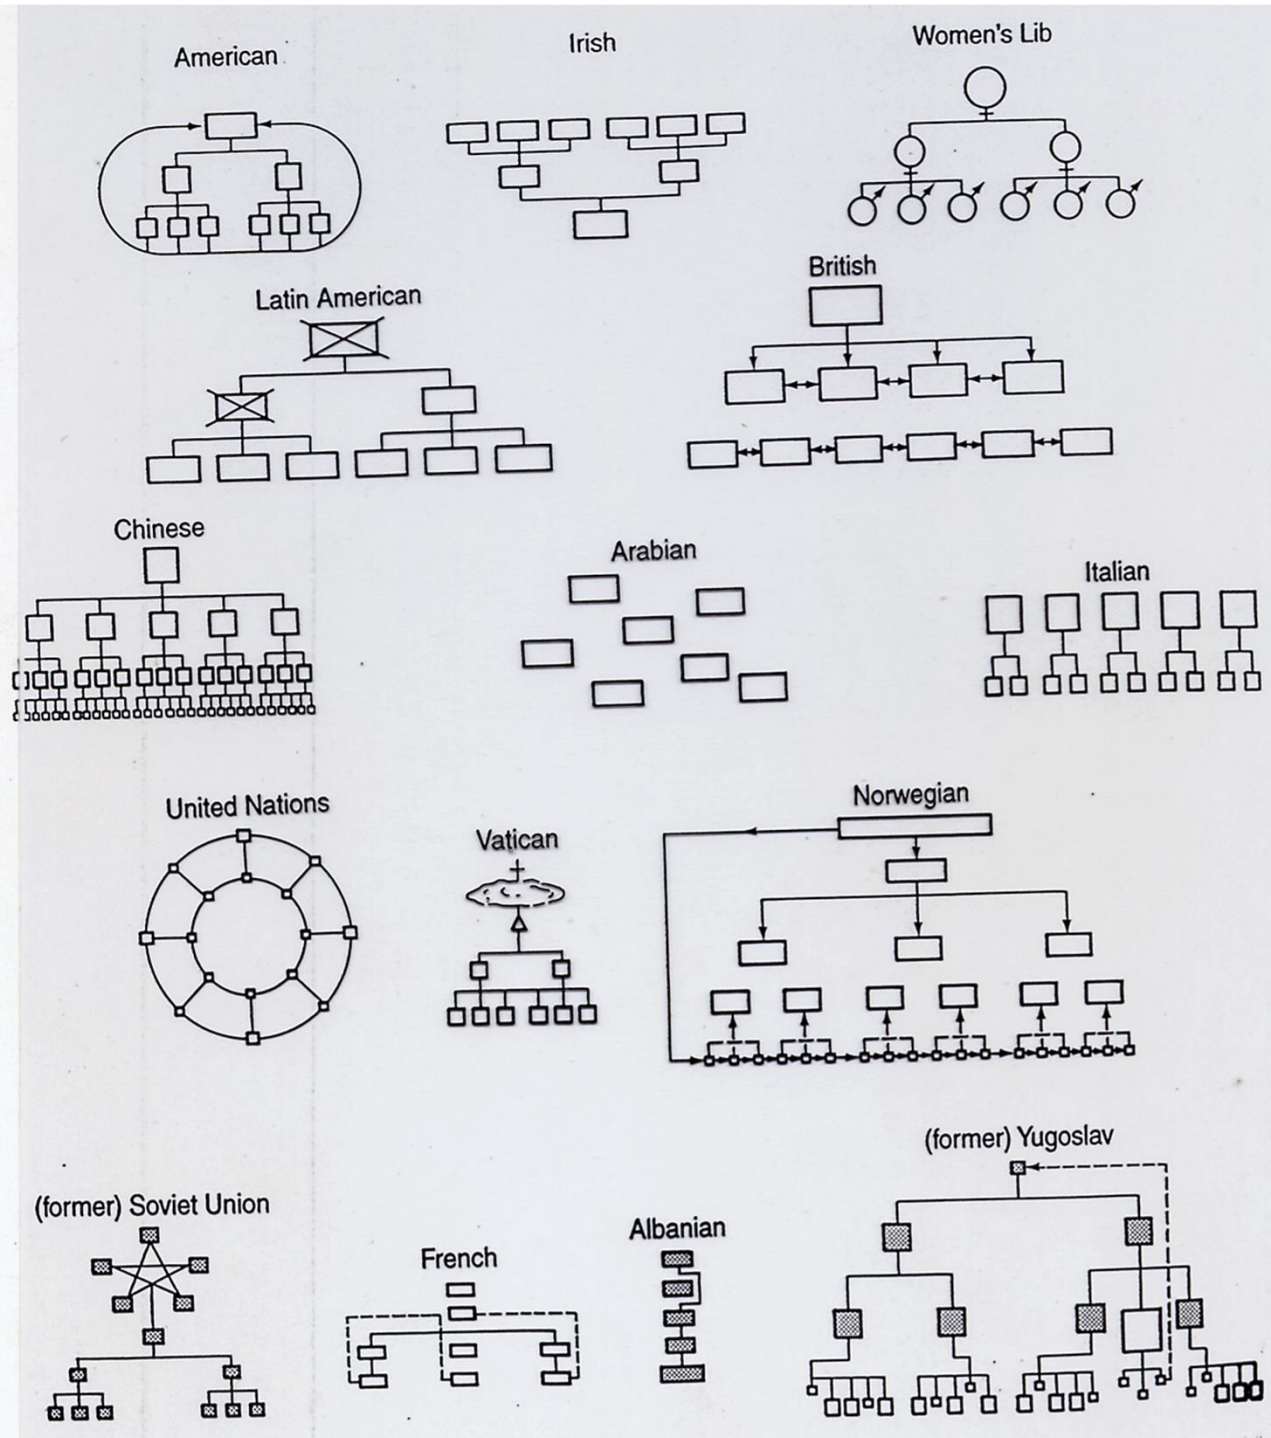 American
Irish
Women's Lib
Latin American
British
Chinese
Arabian
Italian
United Nations
Vatican
Norwegian
(former) Yugoslav
(former) Soviet Union
French
Albanian